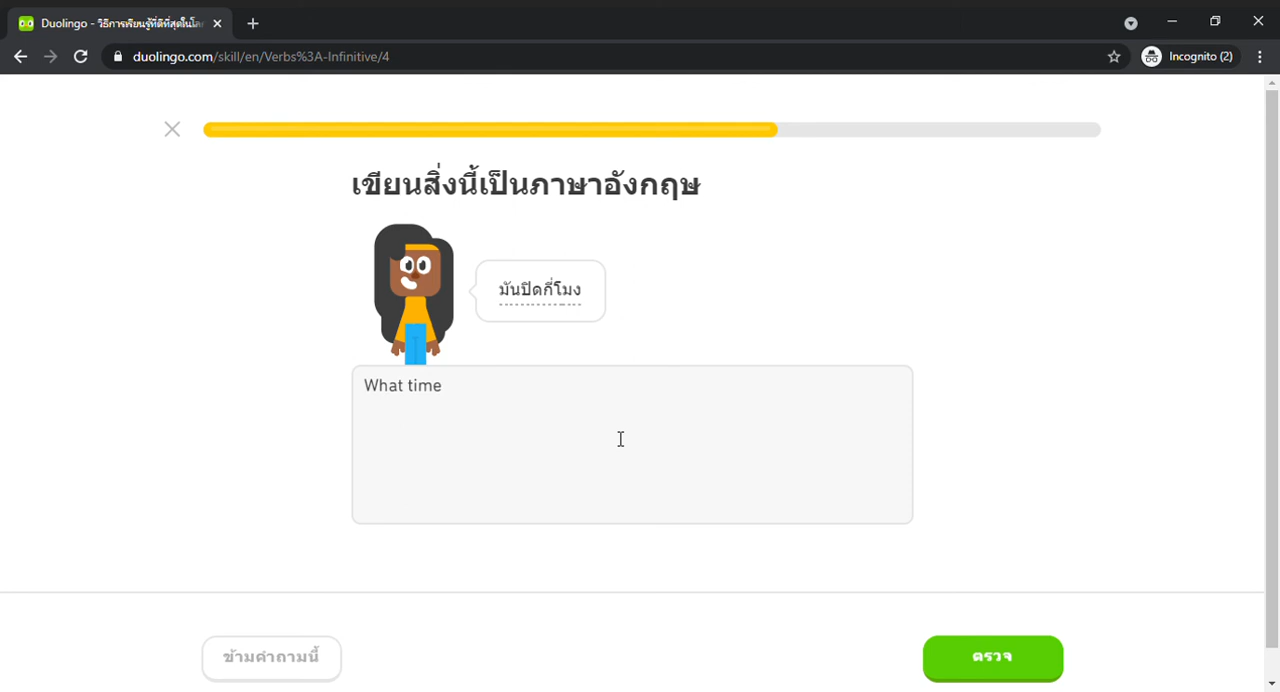 Duolingo - วิธีการเรียนรู้ที่ดีที่สุดในโล
duolingo.com/skill/en/Verbs%3A-Infinitive/4
Incognito (2)
เขียนสิ่งนี้เป็นภาษาอังกฤษ
มันปิดกี่โมง
What time
ข้ามคำถามนี้
ตรวจ